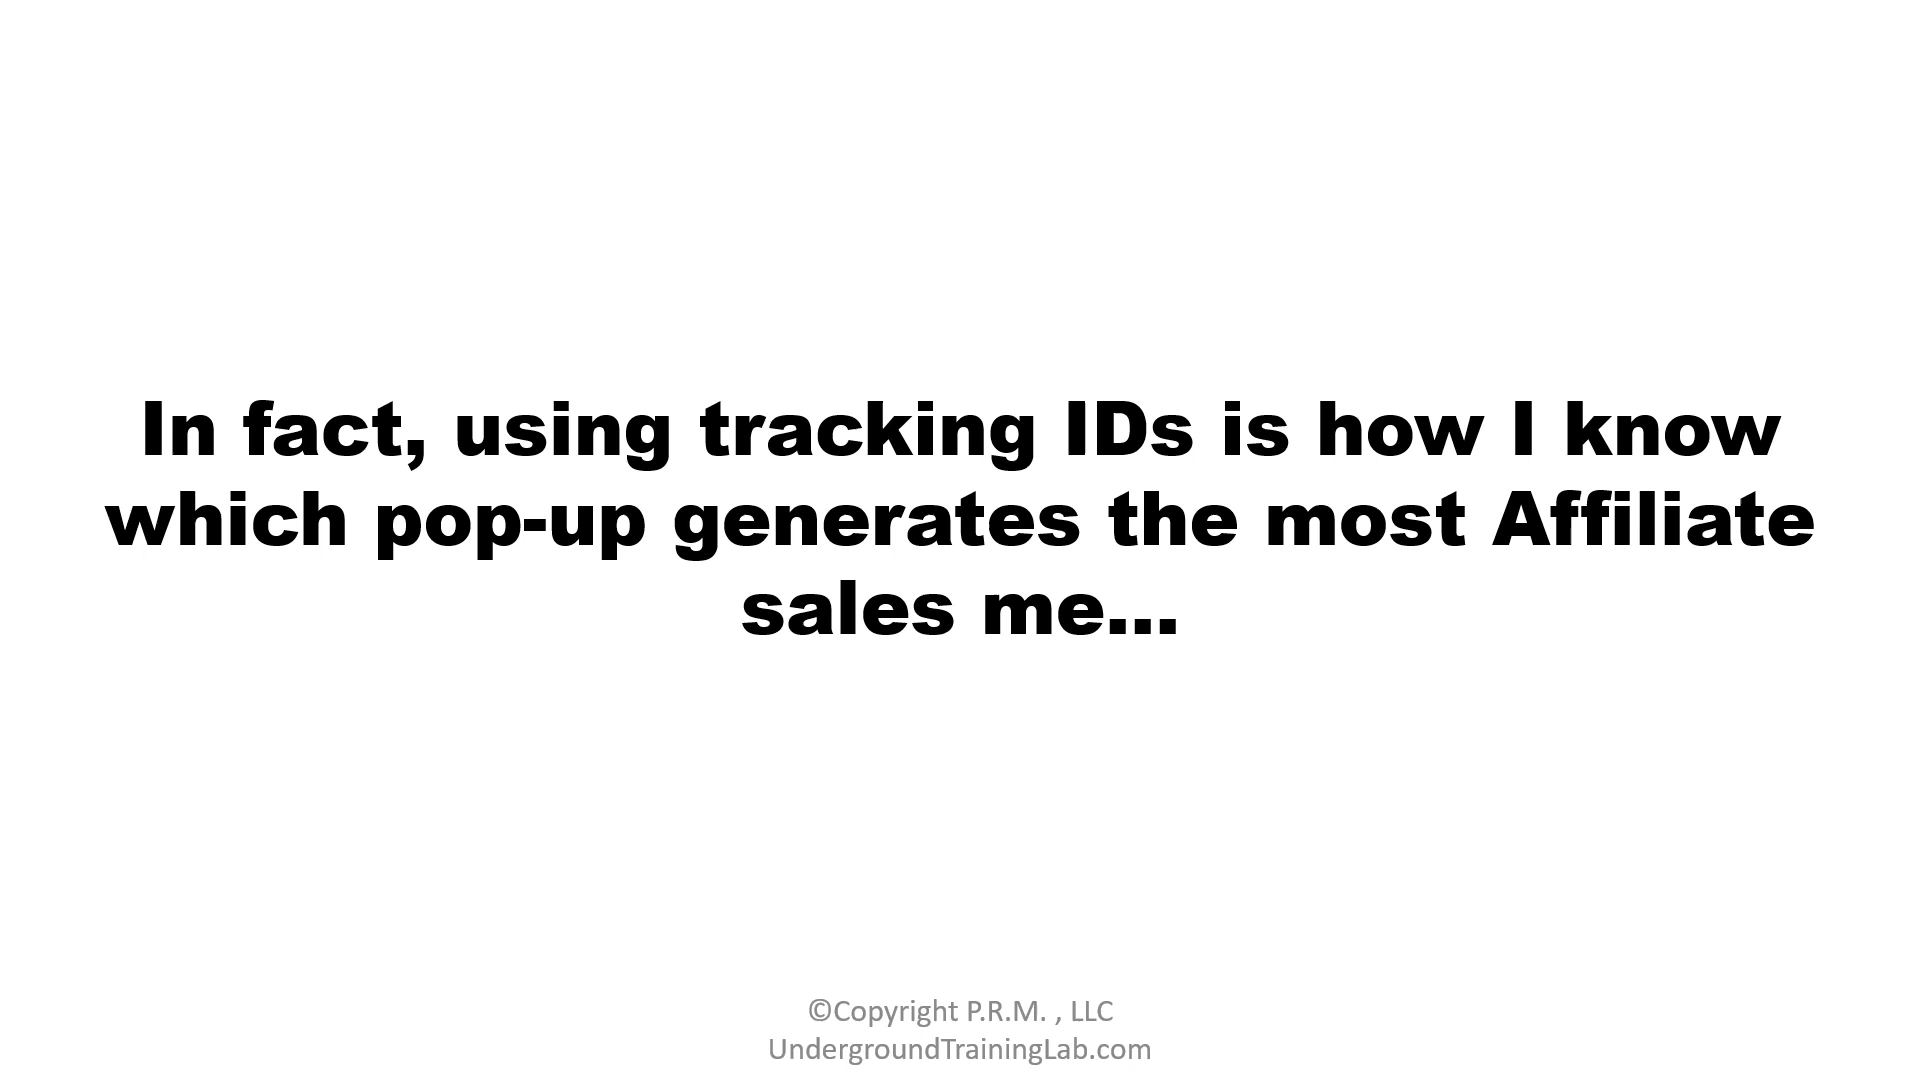 In fact, using tracking IDs is how I know
which pop-up generates the most Affiliate
sales me…
©Copyright P.R.M. , LLC
UndergroundTrainingLab.com